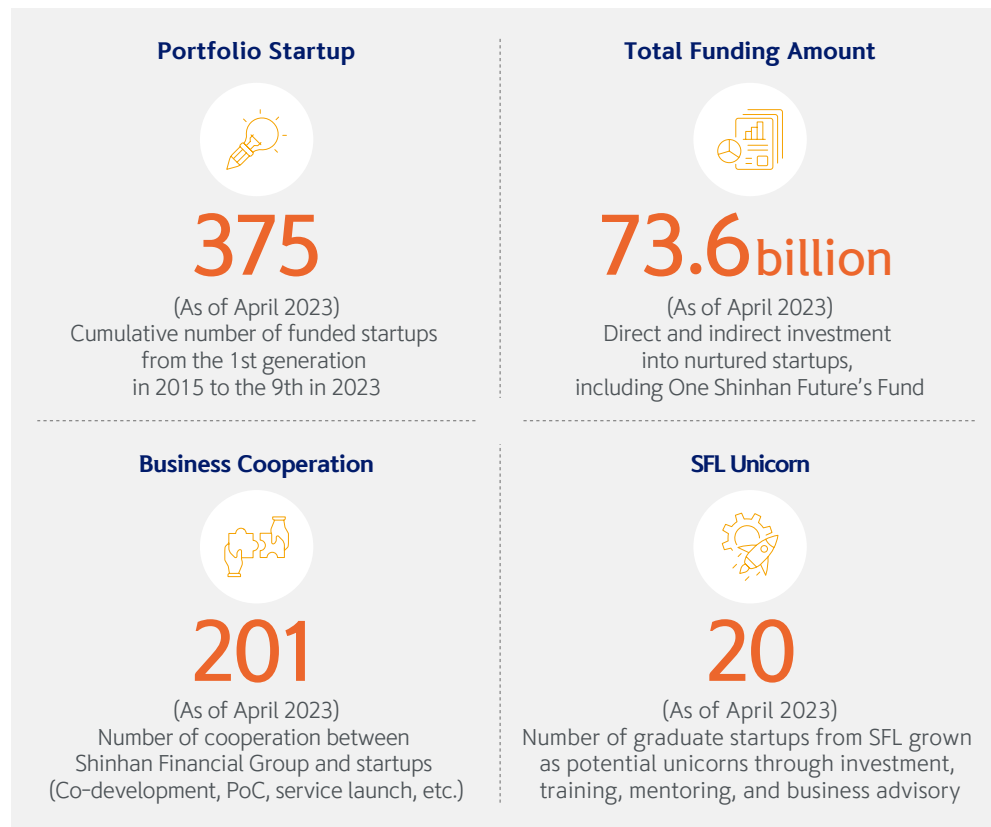 Portfolio Startup
375
(As of April 2023)
Cumulative number of funded startups
from the 1st generation
in 2015 to the 9th in 2023
Total Funding Amount
73.6 billion
(As of April 2023)
Direct and indirect investment
into nurtured startups,
including One Shinhan Future’s Fund
Business Cooperation
201
(As of April 2023)
Number of cooperation between
Shinhan Financial Group and startups
(Co-development, PoC, service launch, etc.)
SFL Unicorn
20
(As of April 2023)
Number of graduate startups from SFL grown
as potential unicorns through investment,
training, mentoring, and business advisory